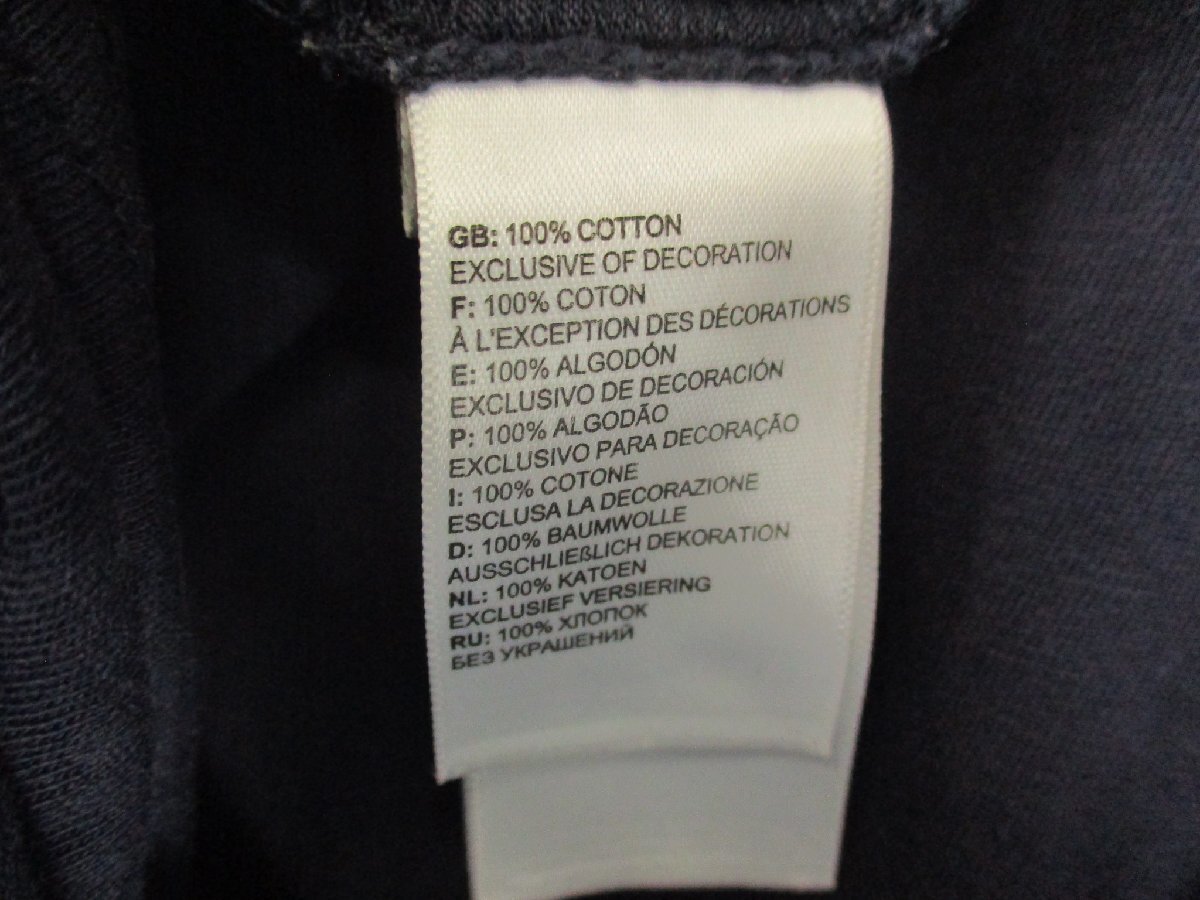 GB: 100% COTTON
EXCLUSIVE OF DECORATION
F: 100% COTON
À L'EXCEPTION DES DÉCORATIONS
E: 100% ALGODÓN
EXCLUSIVO DE DECORACIÓN
P: 100% ALGODÃO
EXCLUSIVO PARA DECORAÇÃO
I: 100% COTONE
ESCLUSA LA DECORAZIONE
D: 100% BAUMWOLLE
AUSSCHLIEßLICH DEKORATION
NL: 100% KATOEN
EXCLUSIEF VERSIERING
RU: 100% ХЛОПОК
БЕЗ УКРАШЕНИЙ